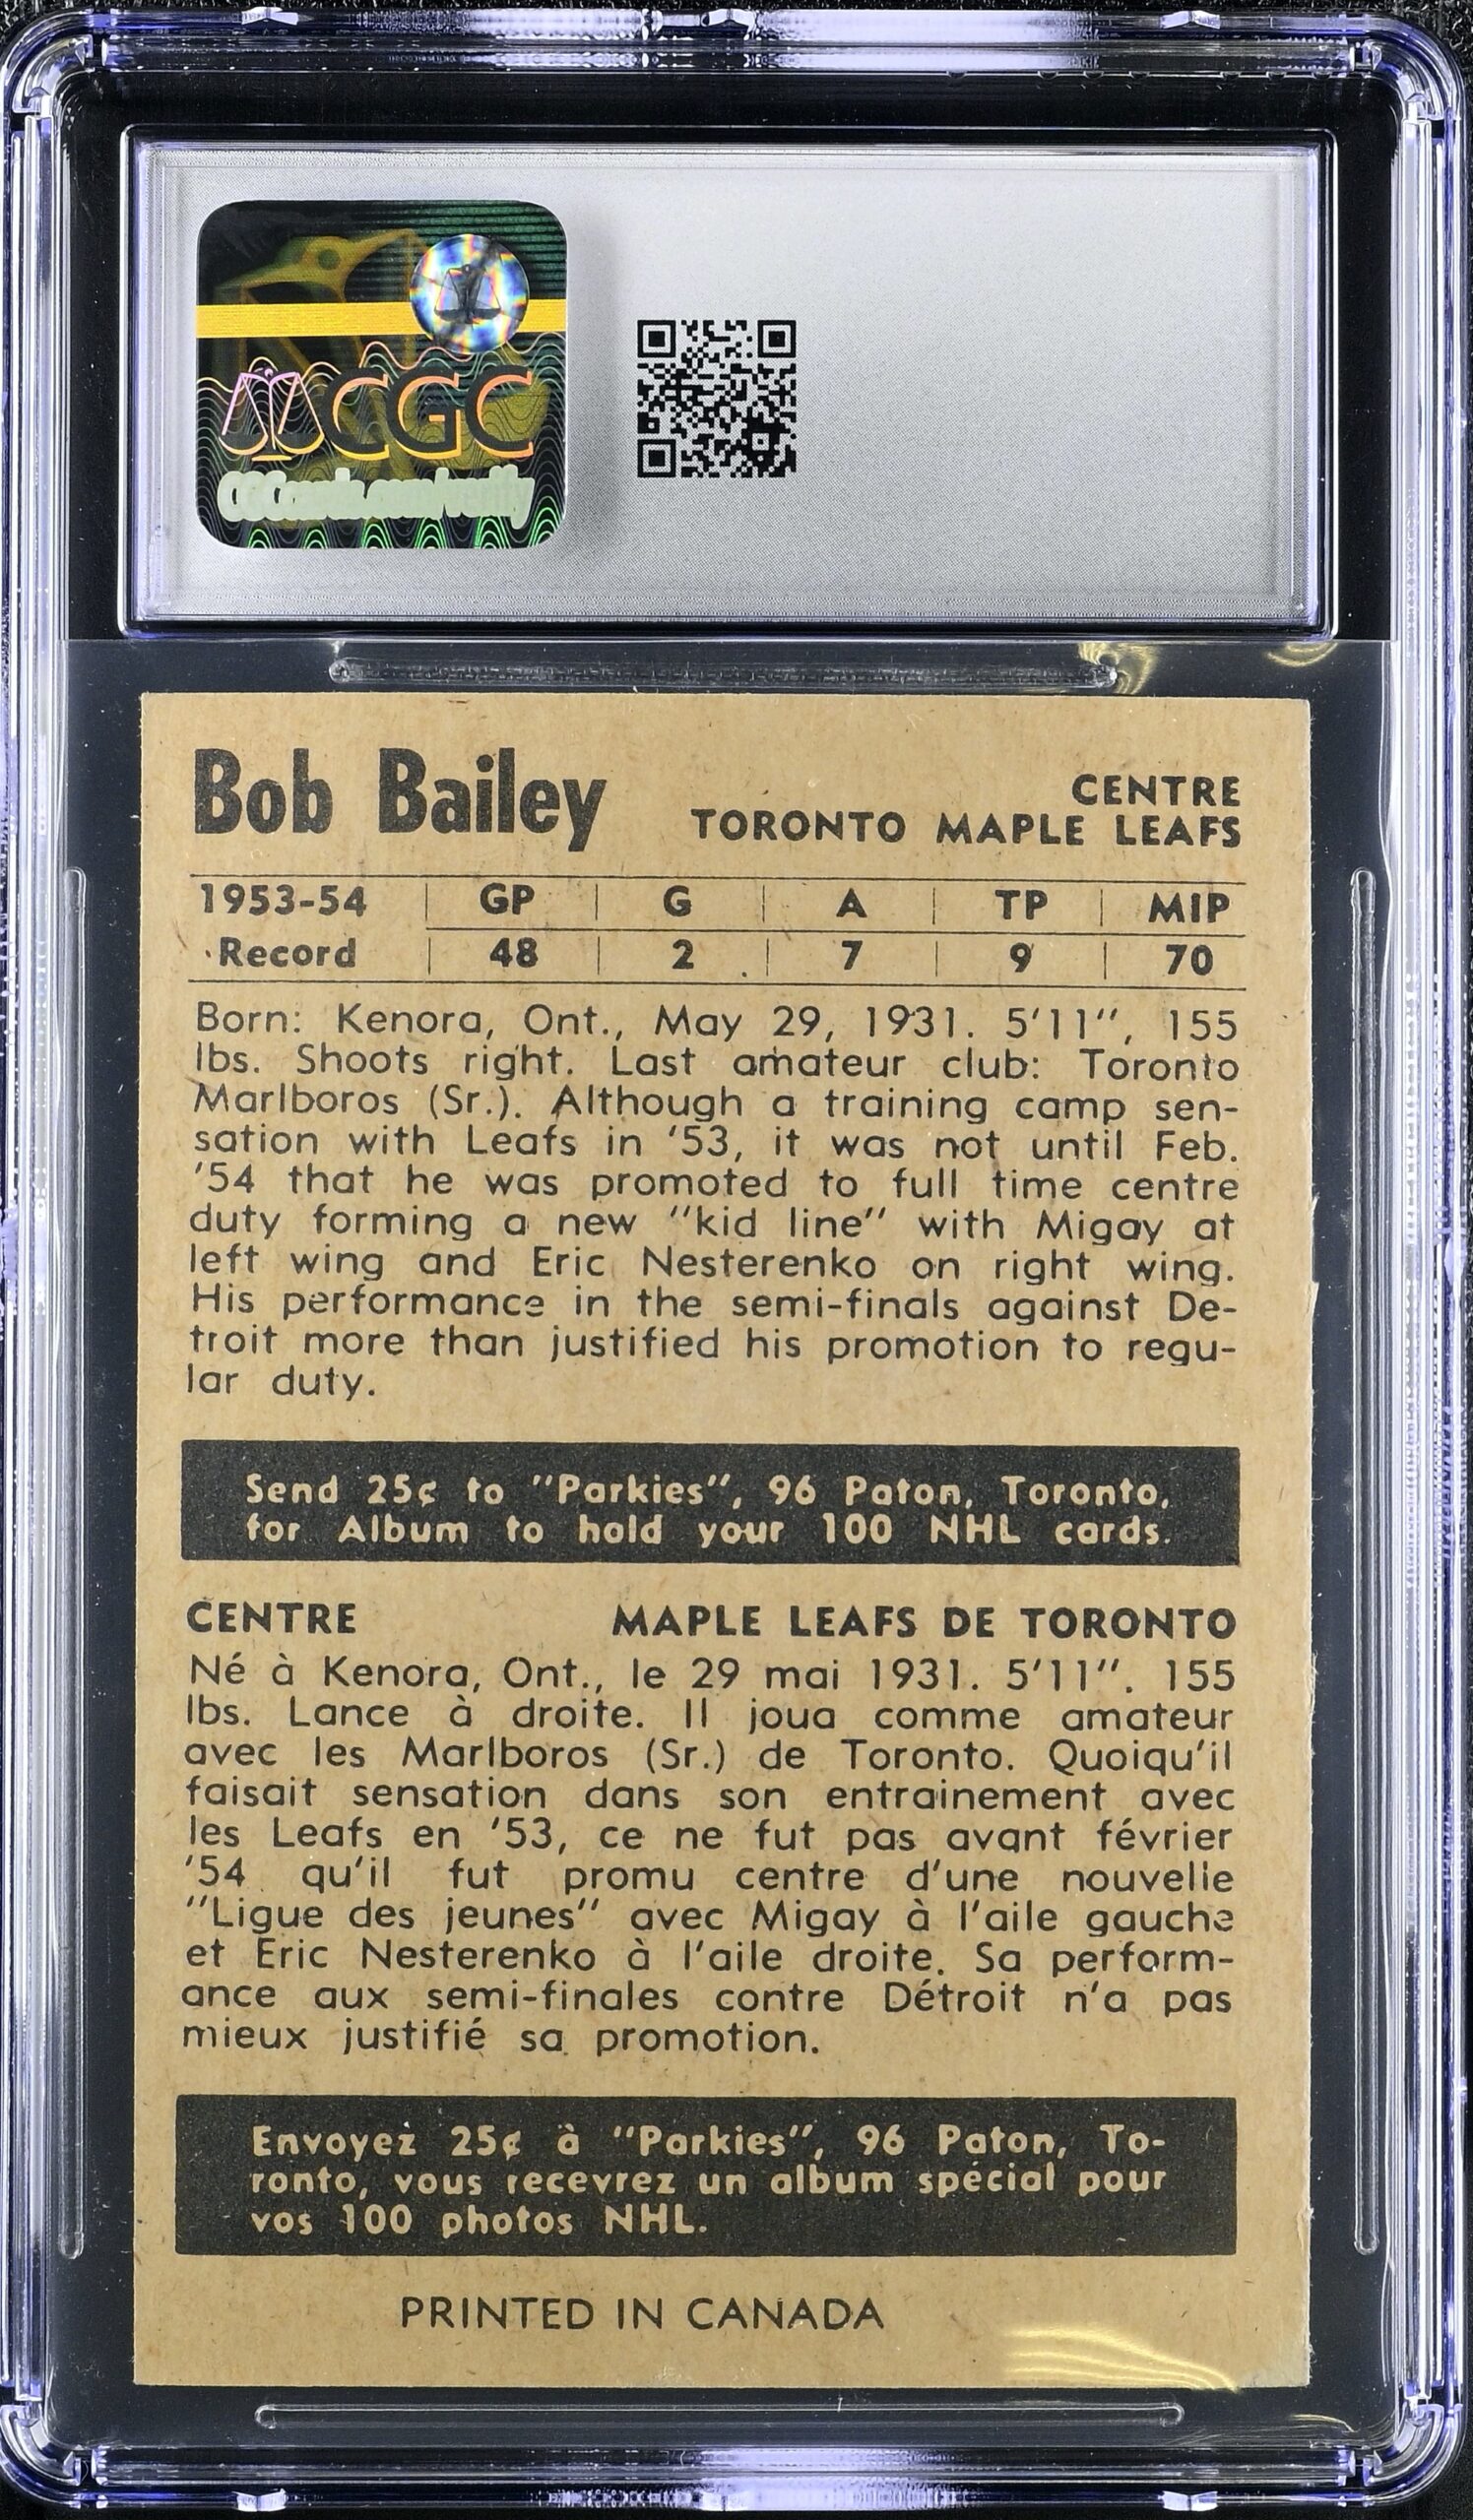 CGC
Bob Bailey
CENTRE
TORONTO MAPLE LEAFS
1953-54 GP G A TP MIP
Record 48 2 7 9 70
Born: Kenora, Ont., May 29, 1931. 5'11", 155
lbs. Shoots right. Last amateur club: Toronto
Marlboros (Sr.). Although a training camp sen-
sation with Leafs in '53, it was not until Feb.
'54 that he was promoted to full time centre
duty forming a new "kid line" with Migay at
left wing and Eric Nesterenko on right wing.
His performance in the semi-finals against De-
troit more than justified his promotion to regu-
lar duty.
Send 25¢ to "Parkies", 96 Paton, Toronto,
for Album to hold your 100 NHL cards.
CENTRE MAPLE LEAFS DE TORONTO
Né à Kenora, Ont., le 29 mai 1931. 5'11". 155
lbs. Lance à droite. Il joua comme amateur
avec les Marlboros (Sr.) de Toronto. Quoiqu'il
faisait sensation dans son entrainement avec
les Leafs en '53, ce ne fut pas avant février
'54 qu'il fut promu centre d'une nouvelle
"Ligue des jeunes" avec Migay à l'aile gauche
et Eric Nesterenko à l'aile droite. Sa perform-
ance aux semi-finales contre Détroit n'a pas
mieux justifié sa promotion.
Envoyez 25¢ à "Parkies", 96 Paton, To-
ronto, vous recevrez un album spécial pour
vos 100 photos NHL.
PRINTED IN CANADA